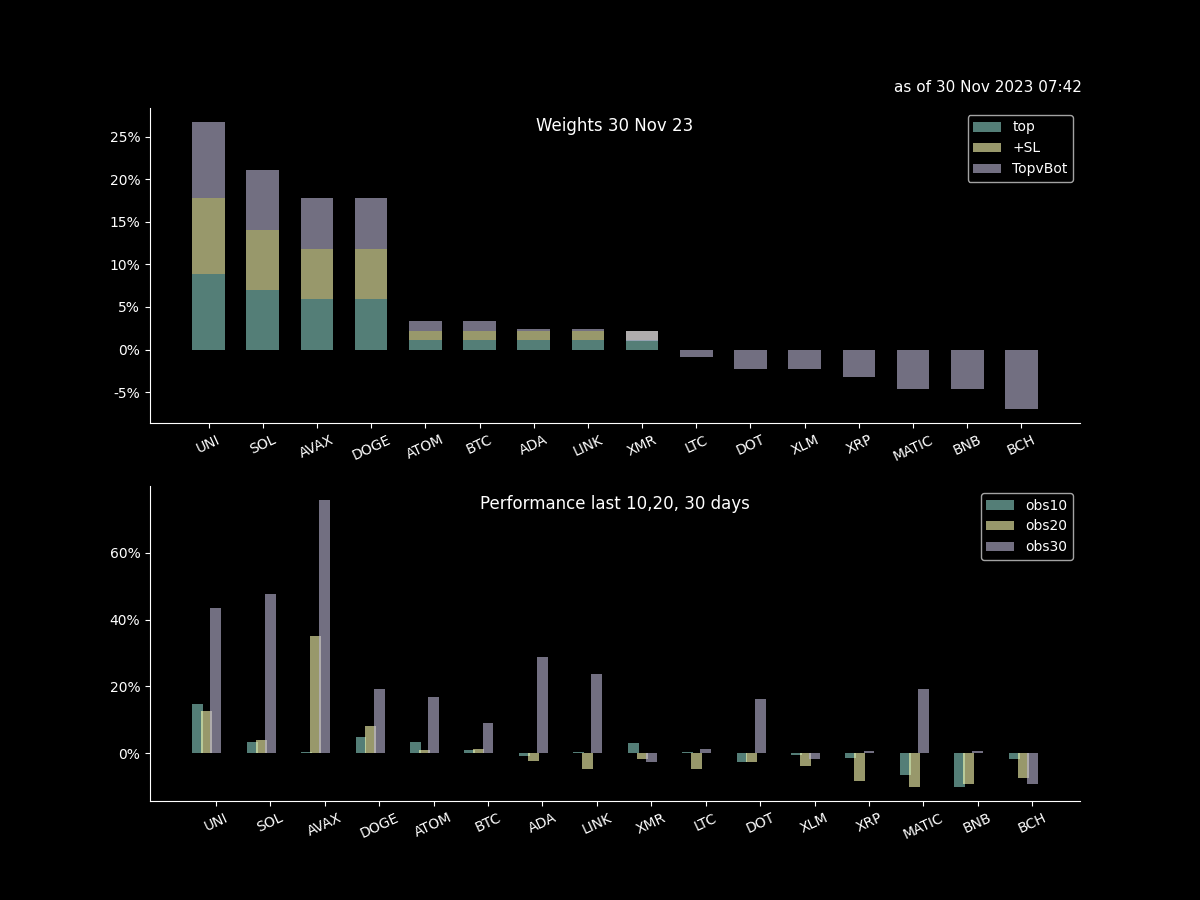 as of 30 Nov 2023 07:42
Weights 30 Nov 23
top
+SL
TopvBot
25%
20%
15%
10%
5%
0%
-5%
UNI SOL AVAX DOGE ATOM BTC ADA LINK XMR LTC DOT XLM XRP MATIC BNB BCH
Performance last 10,20, 30 days
obs10
obs20
obs30
60%
40%
20%
0%
UNI SOL AVAX DOGE ATOM BTC ADA LINK XMR LTC DOT XLM XRP MATIC BNB BCH